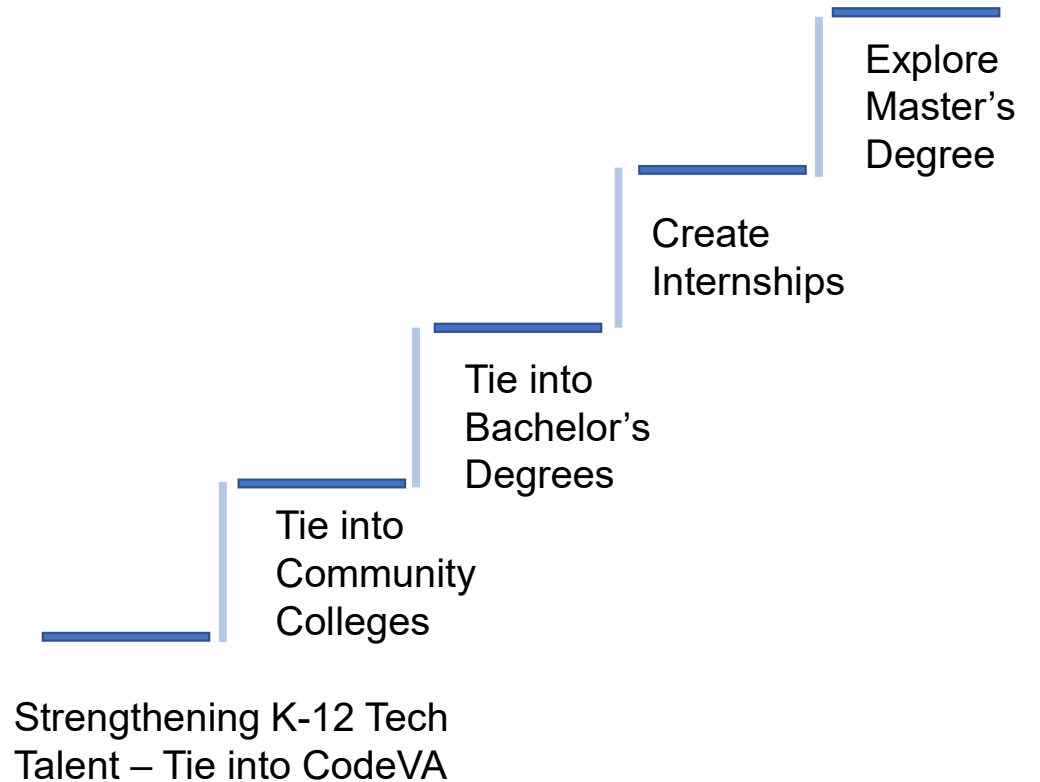 Explore
Master’s
Degree
Create
Internships
Tie into
Bachelor’s
Degrees
Tie into
Community
Colleges
Strengthening K-12 Tech
Talent – Tie into CodeVA